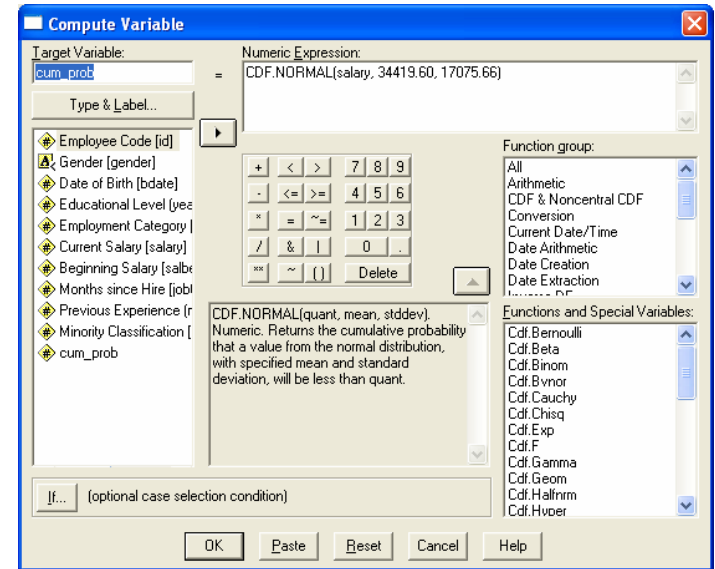 Compute Variable
Target Variable:
cum_prob
=
Numeric Expression:
CDF.NORMAL(salary, 34419.60, 17075.66)
Type & Label...
Employee Code [id]
Gender [gender]
Date of Birth [bdate]
Educational Level (yea
Employment Category [
Current Salary [salary]
Beginning Salary [salbe
Months since Hire [jobt
Previous Experience (r
Minority Classification [
cum_prob
+ < > 7 8 9
- <= >= 4 5 6
* = ~= 1 2 3
/ & | 0 .
** ~ () Delete
CDF.NORMAL(quant, mean, stddev).
Numeric. Returns the cumulative probability
that a value from the normal distribution,
with specified mean and standard
deviation, will be less than quant.
Function group:
All
Arithmetic
CDF & Noncentral CDF
Conversion
Current Date/Time
Date Arithmetic
Date Creation
Date Extraction
Functions and Special Variables:
Cdf.Bernoulli
Cdf.Beta
Cdf.Binom
Cdf.Bvnor
Cdf.Cauchy
Cdf.Chisq
Cdf.Exp
Cdf.F
Cdf.Gamma
Cdf.Geom
Cdf.Halfnrm
Cdf.Hyper
If... (optional case selection condition)
OK Paste Reset Cancel Help